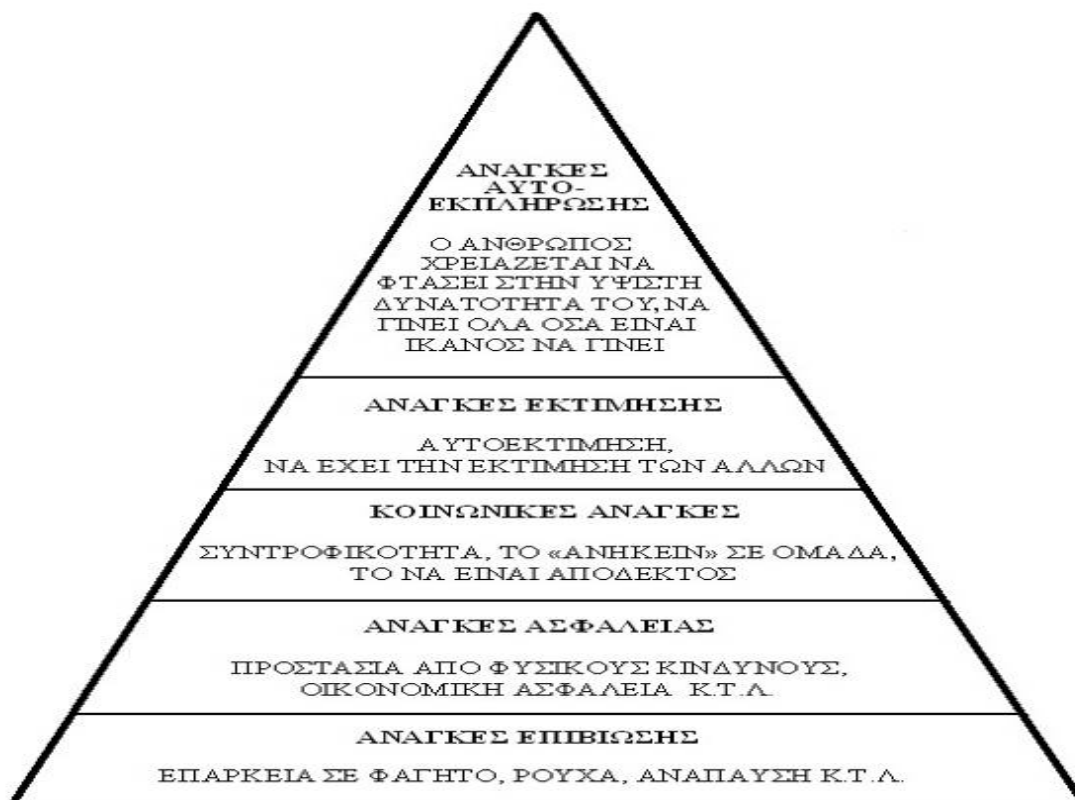 ΑΝΑΓΚΕΣ
ΑΥΤΟ-
ΕΚΠΛΗΡΩΣΗΣ
Ο ΑΝΘΡΩΠΟΣ
ΧΡΕΙΑΖΕΤΑΙ ΝΑ
ΦΤΑΣΕΙ ΣΤΗΝ ΥΨΙΣΤΗ
ΔΥΝΑΤΟΤΗΤΑ ΤΟΥ, ΝΑ
ΓΙΝΕΙ ΟΛΑ ΟΣΑ ΕΙΝΑΙ
ΙΚΑΝΟΣ ΝΑ ΓΙΝΕΙ
ΑΝΑΓΚΕΣ ΕΚΤΙΜΗΣΗΣ
ΑΥΤΟΕΚΤΙΜΗΣΗ,
ΝΑ ΕΧΕΙ ΤΗΝ ΕΚΤΙΜΗΣΗ ΤΩΝ ΑΛΛΩΝ
ΚΟΙΝΩΝΙΚΕΣ ΑΝΑΓΚΕΣ
ΣΥΝΤΡΟΦΙΚΟΤΗΤΑ, ΤΟ «ΑΝΗΚΕΙΝ» ΣΕ ΟΜΑΔΑ,
ΤΟ ΝΑ ΕΙΝΑΙ ΑΠΟΔΕΚΤΟΣ
ΑΝΑΓΚΕΣ ΑΣΦΑΛΕΙΑΣ
ΠΡΟΣΤΑΣΙΑ ΑΠΟ ΦΥΣΙΚΟΥΣ ΚΙΝΔΥΝΟΥΣ,
ΟΙΚΟΝΟΜΙΚΗ ΑΣΦΑΛΕΙΑ Κ.Τ.Λ.
ΑΝΑΓΚΕΣ ΕΠΙΒΙΩΣΗΣ
ΕΠΑΡΚΕΙΑ ΣΕ ΦΑΓΗΤΟ, ΡΟΥΧΑ, ΑΝΑΠΑΥΣΗ Κ.Τ.Λ.